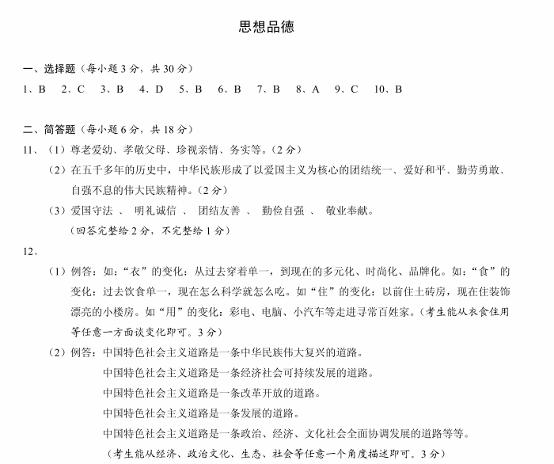 思想品德
一、选择题（每小题 3 分，共 30 分）
1、B 2、C 3、B 4、D 5、B 6、B 7、B 8、A 9、C 10、B
二、简答题（每小题 6 分，共 18 分）
11、（1）尊老爱幼、孝敬父母、珍视亲情、务实等。（2 分）
（2）在五千多年的历史中，中华民族形成了以爱国主义为核心的团结统一、爱好和平、勤劳勇敢、
自强不息的伟大民族精神。（2 分）
（3）爱国守法 、 明礼诚信 、 团结友善 、 勤俭自强 、 敬业奉献。
（回答完整给 2 分，不完整给 1 分）
12、
（1）例答：如：“衣”的变化：从过去穿着单一，到现在的多元化、时尚化、品牌化。如：“食”的
变化：过去饮食单一，现在怎么科学就怎么吃。如“住”的变化：以前住土砖房，现在住装饰
漂亮的小楼房。如“用”的变化：彩电、电脑、小汽车等走进寻常百姓家。（考生能从衣食住用
等任意一方面谈变化即可。3 分）
（2）例答：中国特色社会主义道路是一条中华民族伟大复兴的道路。
中国特色社会主义道路是一条经济社会可持续发展的道路。
中国特色社会主义道路是一条改革开放的道路。
中国特色社会主义道路是一条发展的道路。
中国特色社会主义道路是一条政治、经济、文化社会全面协调发展的道路等等。
（考生能从经济、政治文化、生态、社会等任意一个角度描述即可。3 分）